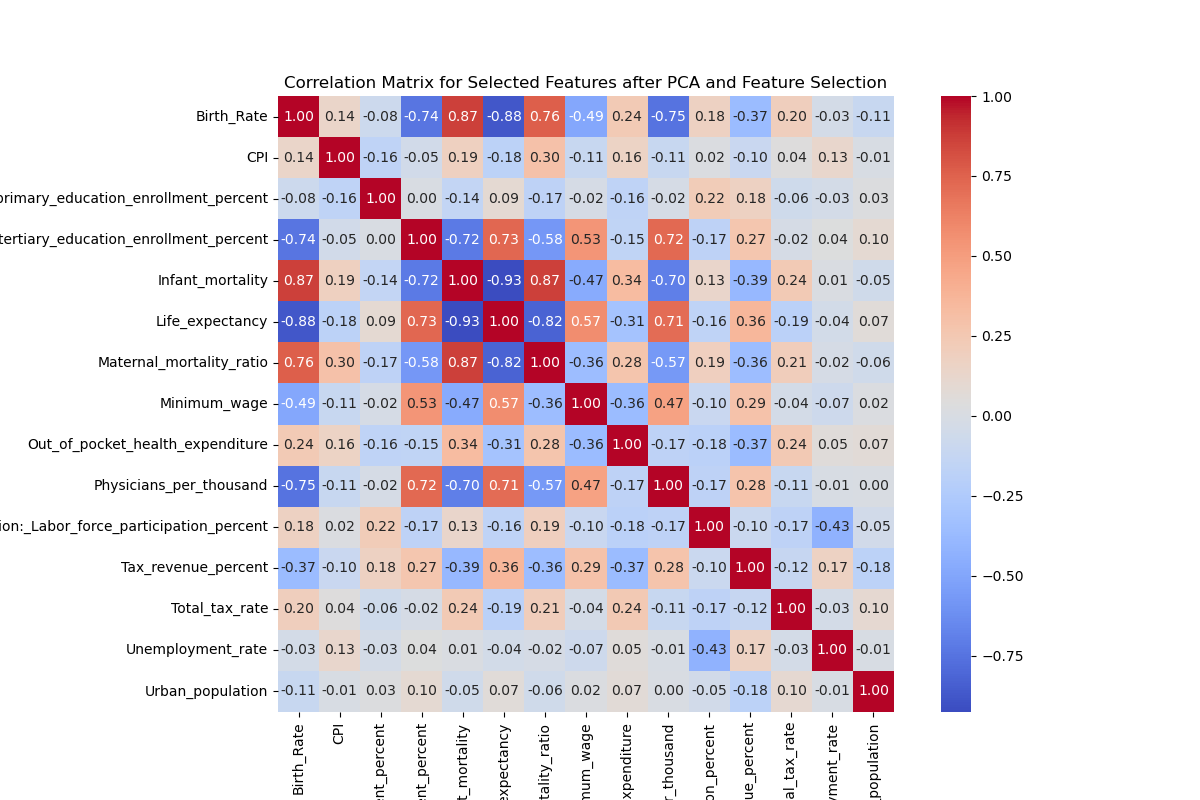 Correlation Matrix for Selected Features after PCA and Feature Selection
Birth_Rate 1.00 0.14 -0.08 -0.74 0.87 -0.88 0.76 -0.49 0.24 -0.75 0.18 -0.37 0.20 -0.03 -0.11
CPI 0.14 1.00 -0.16 -0.05 0.19 -0.18 0.30 -0.11 0.16 -0.11 0.02 -0.10 0.04 0.13 -0.01
primary_education_enrollment_percent -0.08 -0.16 1.00 0.00 -0.14 0.09 -0.17 -0.02 -0.16 -0.02 0.22 0.18 -0.06 -0.03 0.03
tertiary_education_enrollment_percent -0.74 -0.05 0.00 1.00 -0.72 0.73 -0.58 0.53 -0.15 0.72 -0.17 0.27 -0.02 0.04 0.10
Infant_mortality 0.87 0.19 -0.14 -0.72 1.00 -0.93 0.87 -0.47 0.34 -0.70 0.13 -0.39 0.24 0.01 -0.05
Life_expectancy -0.88 -0.18 0.09 0.73 -0.93 1.00 -0.82 0.57 -0.31 0.71 -0.16 0.36 -0.19 -0.04 0.07
Maternal_mortality_ratio 0.76 0.30 -0.17 -0.58 0.87 -0.82 1.00 -0.36 0.28 -0.57 0.19 -0.36 0.21 -0.02 -0.06
Minimum_wage -0.49 -0.11 -0.02 0.53 -0.47 0.57 -0.36 1.00 -0.36 0.47 -0.10 0.29 -0.04 -0.07 0.02
Out_of_pocket_health_expenditure 0.24 0.16 -0.16 -0.15 0.34 -0.31 0.28 -0.36 1.00 -0.17 -0.18 -0.37 0.24 0.05 0.07
Physicians_per_thousand -0.75 -0.11 -0.02 0.72 -0.70 0.71 -0.57 0.47 -0.17 1.00 -0.17 0.28 -0.11 -0.01 0.00
ion:_Labor_force_participation_percent 0.18 0.02 0.22 -0.17 0.13 -0.16 0.19 -0.10 -0.18 -0.17 1.00 -0.10 -0.17 -0.43 -0.05
Tax_revenue_percent -0.37 -0.10 0.18 0.27 -0.39 0.36 -0.36 0.29 -0.37 0.28 -0.10 1.00 -0.12 0.17 -0.18
Total_tax_rate 0.20 0.04 -0.06 -0.02 0.24 -0.19 0.21 -0.04 0.24 -0.11 -0.17 -0.12 1.00 -0.03 0.10
Unemployment_rate -0.03 0.13 -0.03 0.04 0.01 -0.04 -0.02 -0.07 0.05 -0.01 -0.43 0.17 -0.03 1.00 -0.01
Urban_population -0.11 -0.01 0.03 0.10 -0.05 0.07 -0.06 0.02 0.07 0.00 -0.05 -0.18 0.10 -0.01 1.00
Birth_Rate
CPI
ent_percent
ent_percent
t_mortality
expectancy
tality_ratio
mum_wage
expenditure
r_thousand
on_percent
ue_percent
al_tax_rate
yment_rate
_population
1.00
0.75
0.50
0.25
0.00
−0.25
−0.50
−0.75